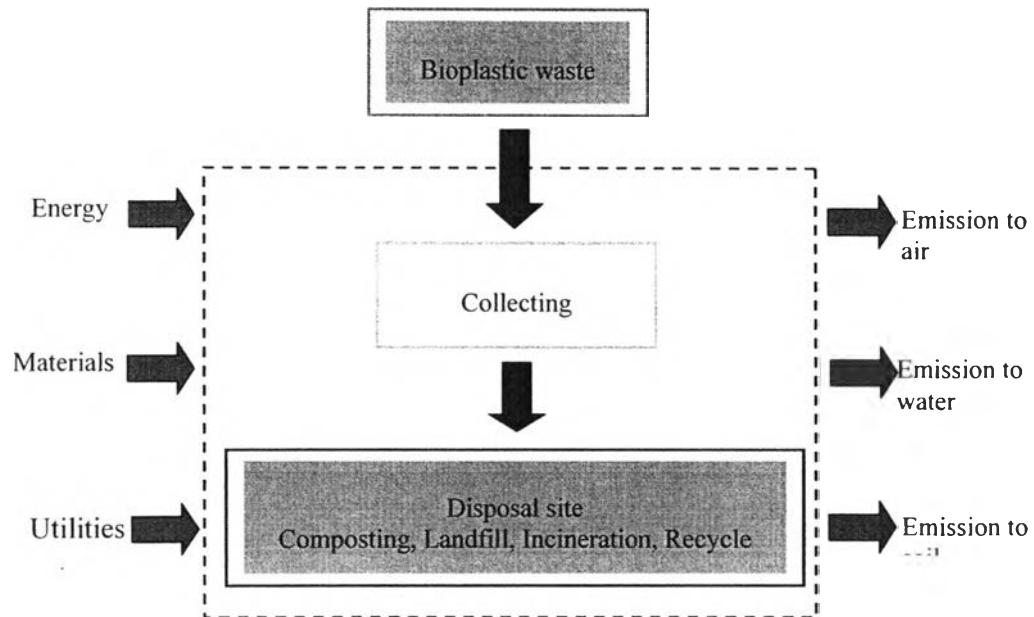 Bioplastic waste
Energy
Emission to
air
Collecting
Materials
Emission to
water
Disposal site
Composting, Landfill, Incineration, Recycle
Utilities
Emission to